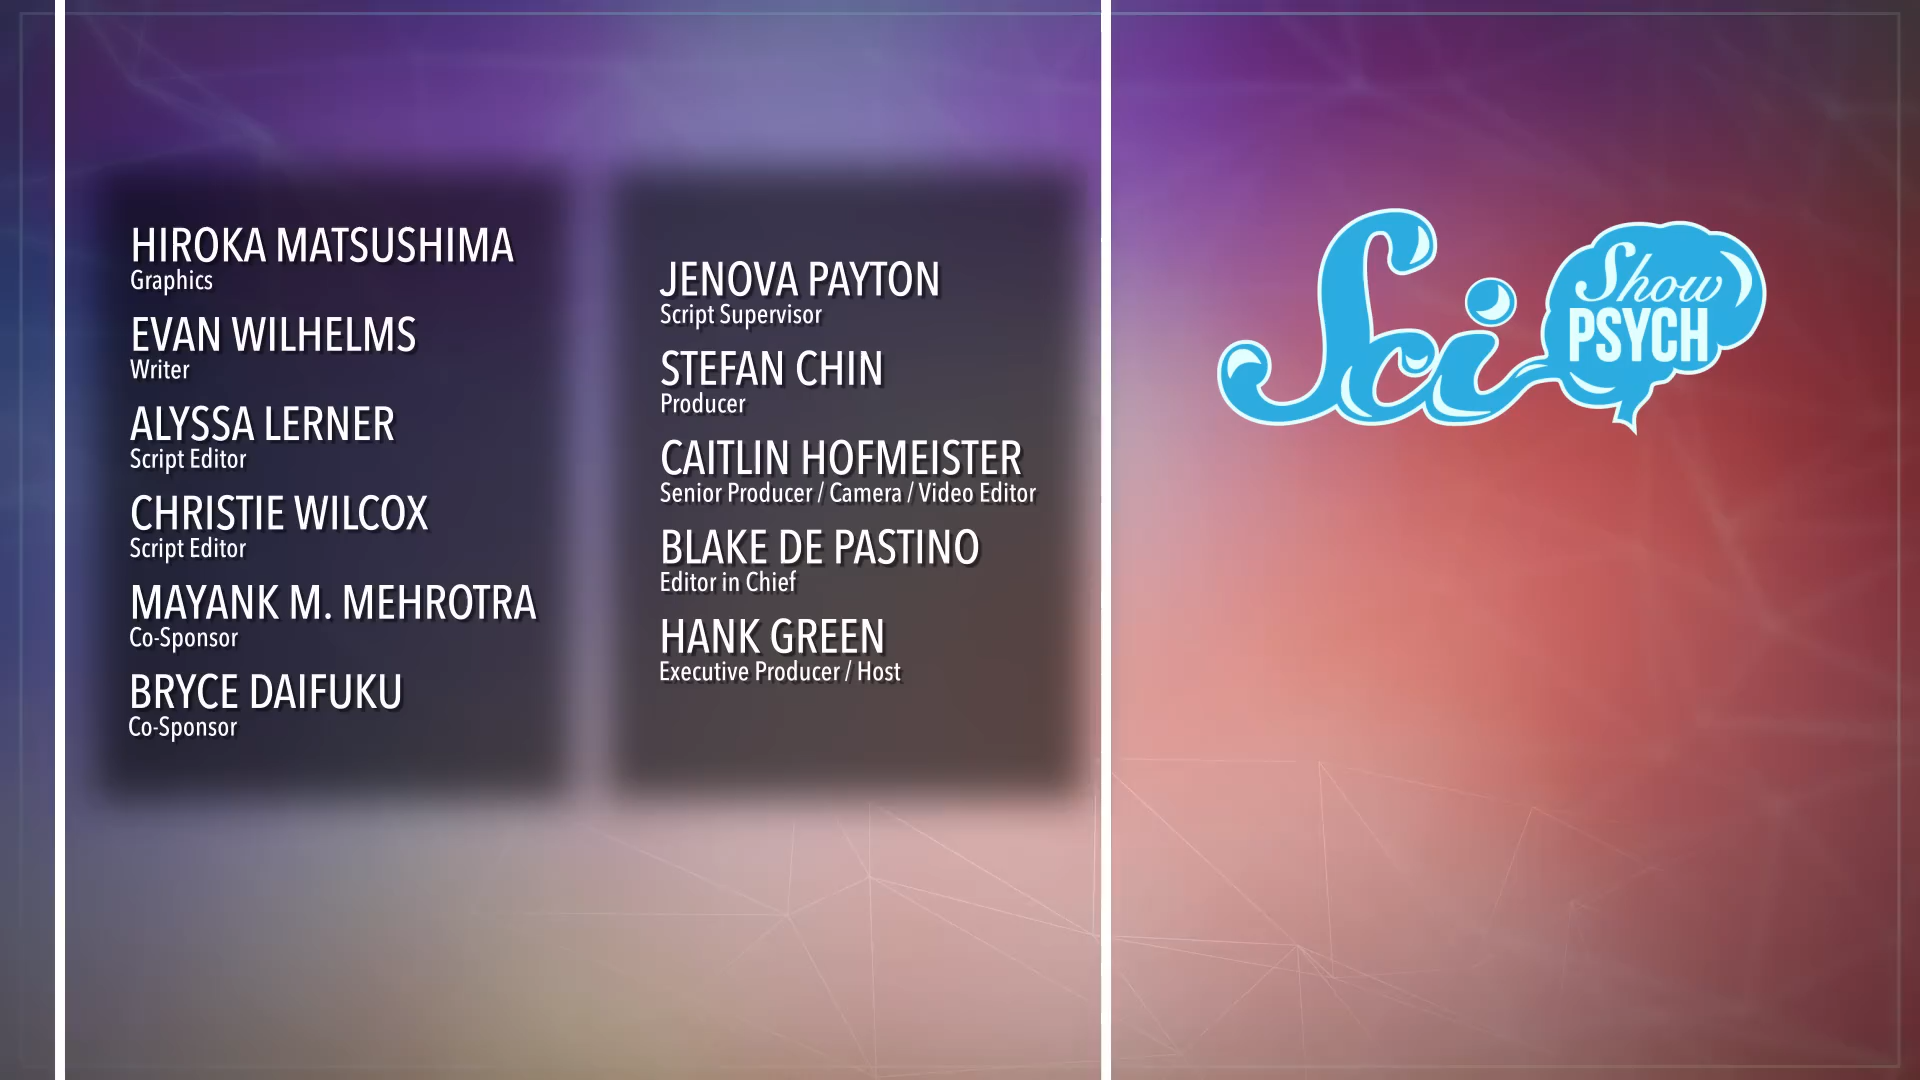 HIROKA MATSUSHIMA
Graphics
EVAN WILHELMS
Writer
ALYSSA LERNER
Script Editor
CHRISTIE WILCOX
Script Editor
MAYANK M. MEHROTRA
Co-Sponsor
BRYCE DAIFUKU
Co-Sponsor
JENOVA PAYTON
Script Supervisor
STEFAN CHIN
Producer
CAITLIN HOFMEISTER
Senior Producer / Camera / Video Editor
BLAKE DE PASTINO
Editor in Chief
HANK GREEN
Executive Producer / Host
Sci
Show
PSYCH